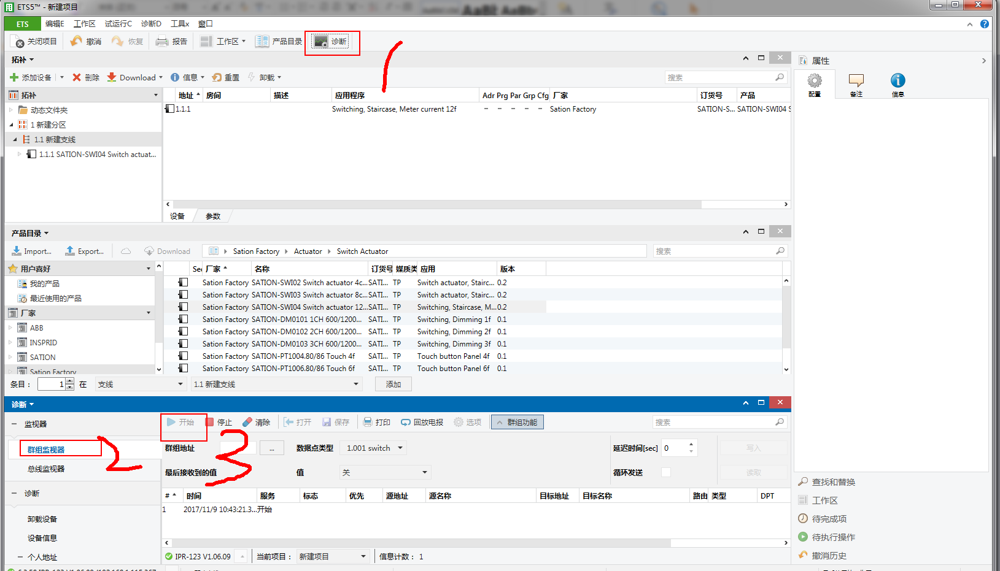 ETS5™ - 新建项目
ETS 编辑E 工作区 试运行C 诊断D 工具x 窗口
关闭项目 撤消 恢复 报告 工作区 产品目录 诊断
1
拓补
添加设备 删除 Download 信息 重置 卸载 搜索
拓补
动态文件夹
1 新建分区
1.1 新建支线
1.1.1 SATION-SWI04 Switch actuat...
地址 房间 描述 应用程序 Adr Prg Par Grp Cfg 厂家 订货号 产品
1.1.1 Switching, Staircase, Meter current 12f - - - - - Sation Factory SATION-S... SATION-SWI04 S
设备 参数
产品目录
Import... Export... Download Sation Factory Actuator Switch Actuator 搜索
用户喜好
我的产品
最近使用的产品
厂家
ABB
INSPRID
SATION
Sation Factory
Sec 厂家 名称 订货号 媒质类 应用 版本
Sation Factory SATION-SWI02 Switch actuator 4c... SATI... TP Switch actuator, Stairc... 0.2
Sation Factory SATION-SWI03 Switch actuator 8c... SATI... TP Switch actuator, Stairc... 0.2
Sation Factory SATION-SWI04 Switch actuator 12... SATI... TP Switching, Staircase, M... 0.2
Sation Factory SATION-DM0101 1CH 600/1200... SATI... TP Switching, Dimming 1f 0.1
Sation Factory SATION-DM0102 2CH 600/1200... SATI... TP Switching, Dimming 2f 0.1
Sation Factory SATION-DM0103 3CH 600/1200... SATI... TP Switching, Dimming 3f 0.1
Sation Factory SATION-PT1004.80/86 Touch 4f SATI... TP Touch button Panel 4f 0.1
Sation Factory SATION-PT1006.80/86 Touch 6f SATI... TP Touch button Panel 6f 0.1
条目： 1 在 支线 1.1 新建支线 添加
诊断
监视器
群组监视器
2
总线监视器
诊断
卸载设备
设备信息
个人地址
开始 停止 清除 打开 保存 打印 回放电报 选项 群组功能 搜索
3
群组地址 ... 数据点类型 1.001 switch 延迟时间[sec] 0 写入
最后接收到的值 值 关 循环发送 读取
# 时间 服务 标志 优先 源地址 源名称 目标地址 目标名称 路由 类型 DPT
1 2017/11/9 10:43:21.3... 开始
IPR-123 V1.06.09 当前项目： 新建项目 信息计数： 1
属性
配置 备注 信息
查找和替换
工作区
待完成项
待执行操作
撤消历史